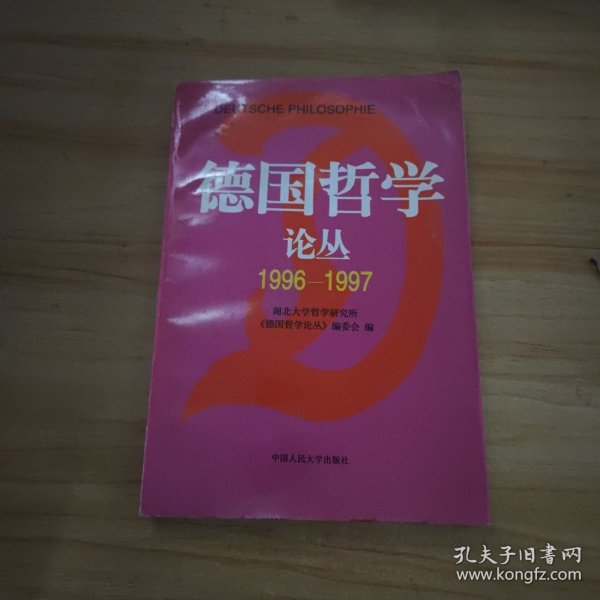 DEUTSCHE PHILOSOPHIE
德国哲学
论丛
1996—1997
湖北大学哲学研究所
《德国哲学论丛》编委会 编
中国人民大学出版社
孔夫子旧书网
www.kongfz.com